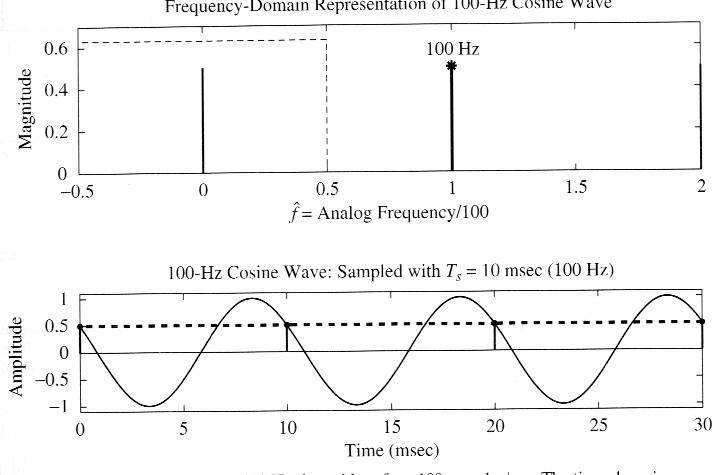 Frequency-Domain Representation of 100-Hz Cosine Wave
0.6
100 Hz
0.4
Magnitude
0.2
0
−0.5 0 0.5 1 1.5 2
f̂ = Analog Frequency/100
100-Hz Cosine Wave: Sampled with Ts = 10 msec (100 Hz)
1
0.5
Amplitude
0
−0.5
−1
0 5 10 15 20 25 30
Time (msec)